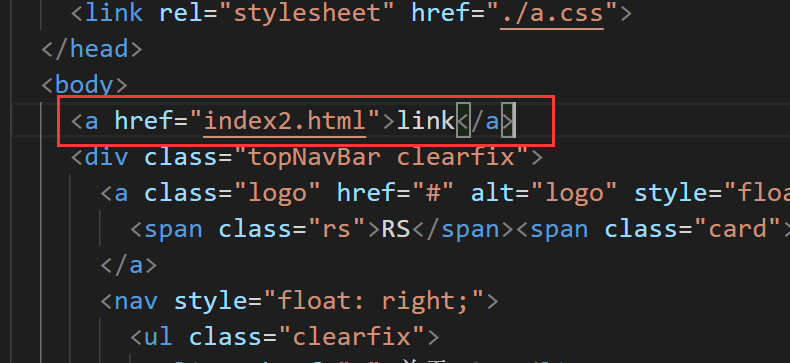 <link rel="stylesheet" href="./a.css">
</head>
<body>
<a href="index2.html">link</a>
<div class="topNavBar clearfix">
<a class="logo" href="#" alt="logo" style="floa
<span class="rs">RS</span><span class="card">
</a>
<nav style="float: right;">
<ul class="clearfix">